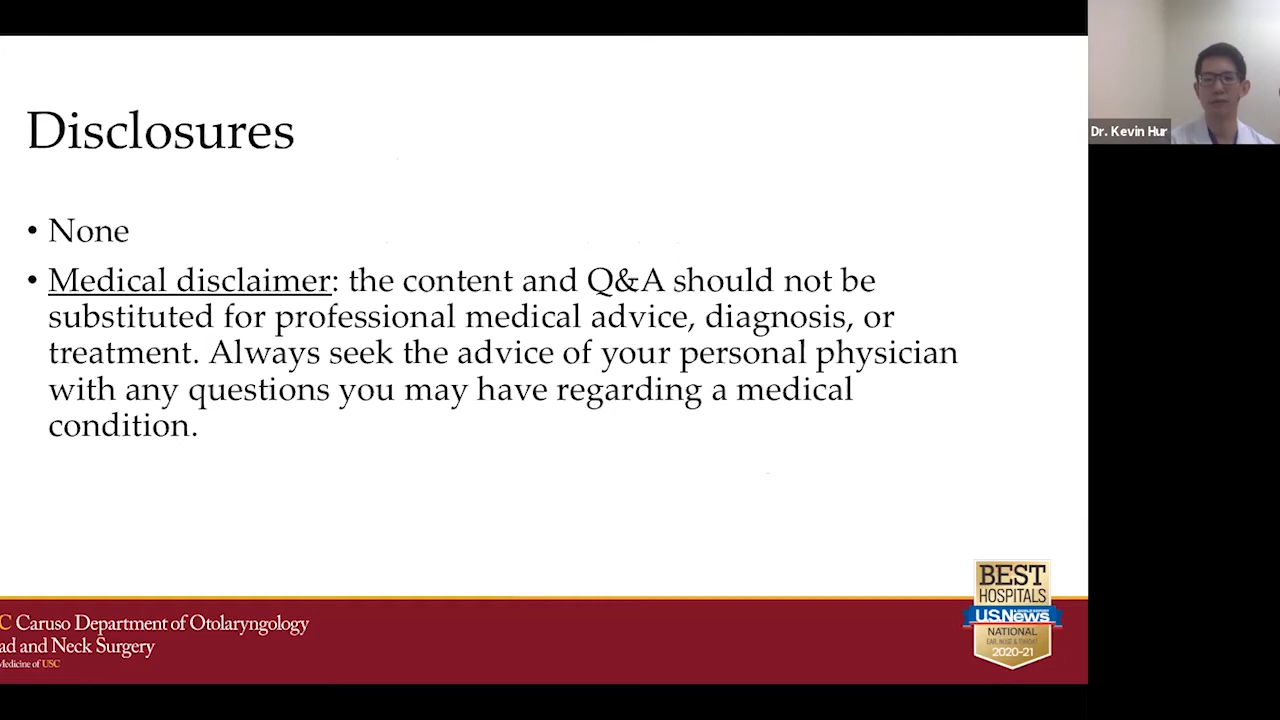 Disclosures
• None
• Medical disclaimer: the content and Q&A should not be
substituted for professional medical advice, diagnosis, or
treatment. Always seek the advice of your personal physician
with any questions you may have regarding a medical
condition.
C Caruso Department of Otolaryngology
ad and Neck Surgery
Medicine of USC
BEST
HOSPITALS
U.S.News
NATIONAL
EAR, NOSE & THROAT
2020-21
Dr. Kevin Hur